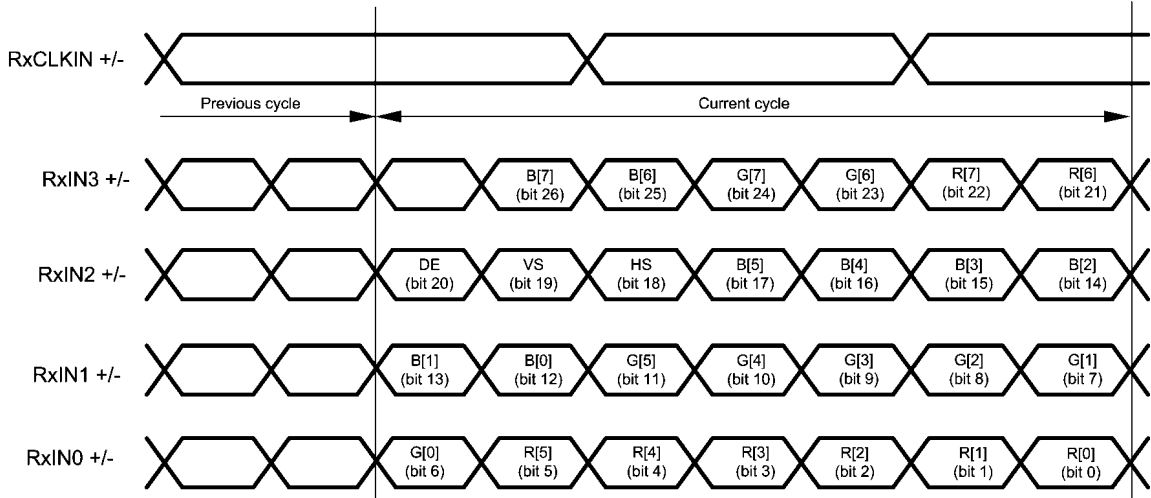 RxCLKIN +/-
Previous cycle
Current cycle
RxIN3 +/-
B[7] B[6] G[7] G[6] R[7] R[6]
(bit 26) (bit 25) (bit 24) (bit 23) (bit 22) (bit 21)
RxIN2 +/-
DE VS HS B[5] B[4] B[3] B[2]
(bit 20) (bit 19) (bit 18) (bit 17) (bit 16) (bit 15) (bit 14)
RxIN1 +/-
B[1] B[0] G[5] G[4] G[3] G[2] G[1]
(bit 13) (bit 12) (bit 11) (bit 10) (bit 9) (bit 8) (bit 7)
RxIN0 +/-
G[0] R[5] R[4] R[3] R[2] R[1] R[0]
(bit 6) (bit 5) (bit 4) (bit 3) (bit 2) (bit 1) (bit 0)